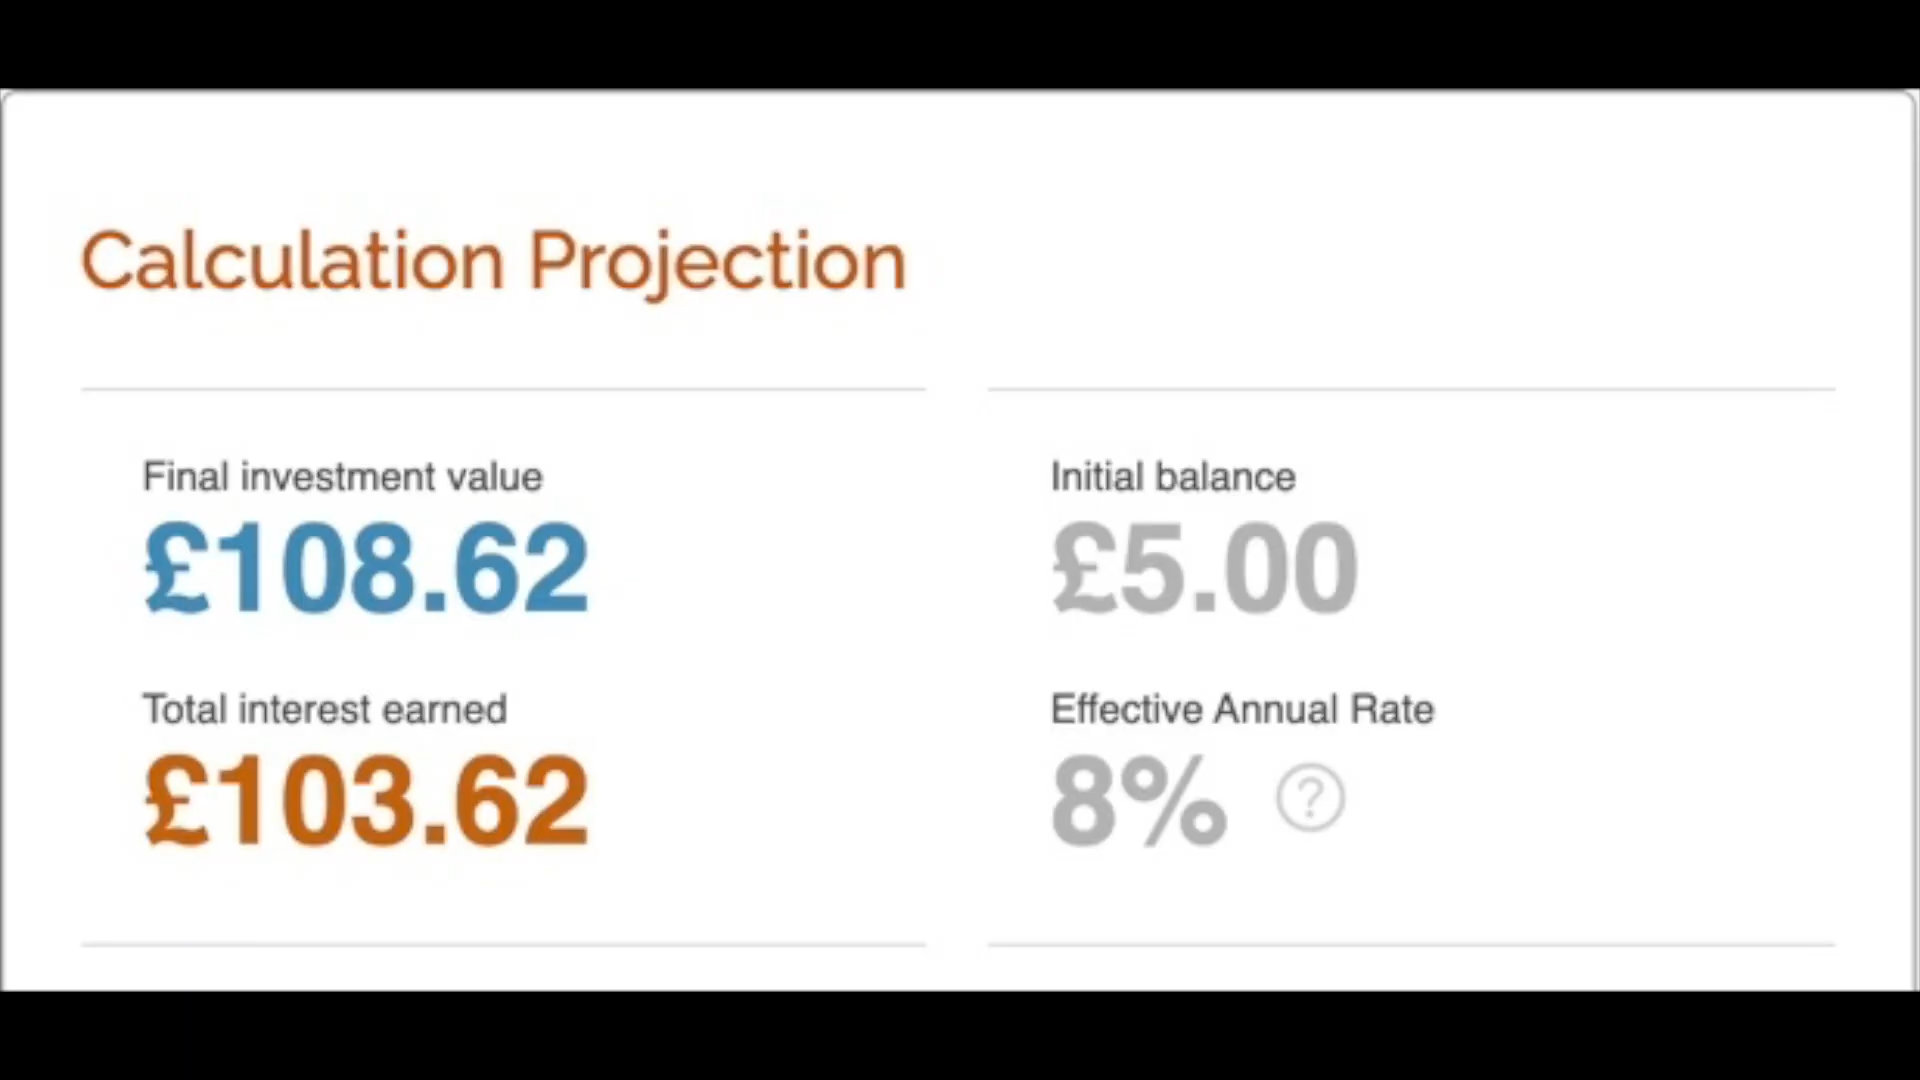 Calculation Projection
Final investment value
£108.62
Total interest earned
£103.62
Initial balance
£5.00
Effective Annual Rate
8% ?